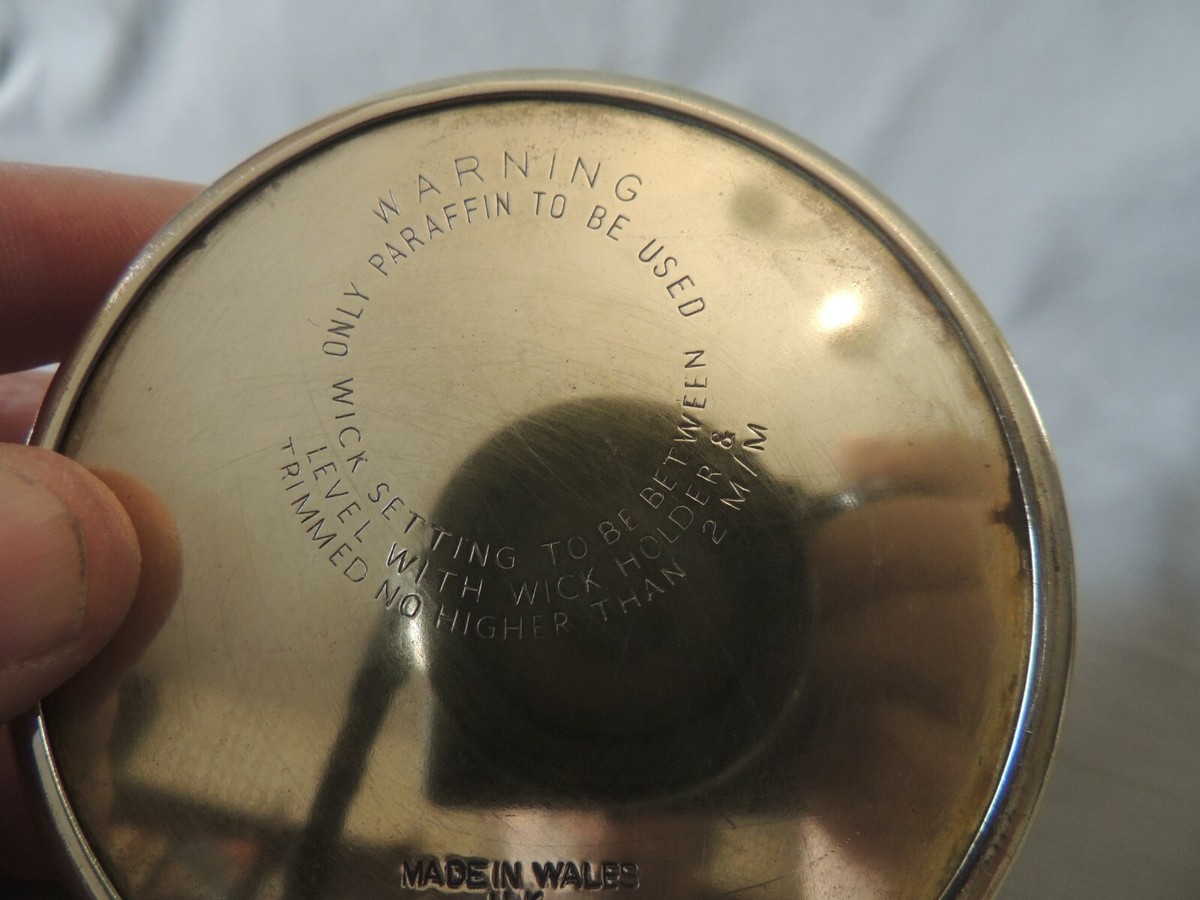 WARNING
ONLY PARAFFIN TO BE USED
WICK SETTING TO BE BETWEEN
LEVEL WITH WICK HOLDER &
TRIMMED NO HIGHER THAN 2 M/M
MADE IN WALES
U.K.